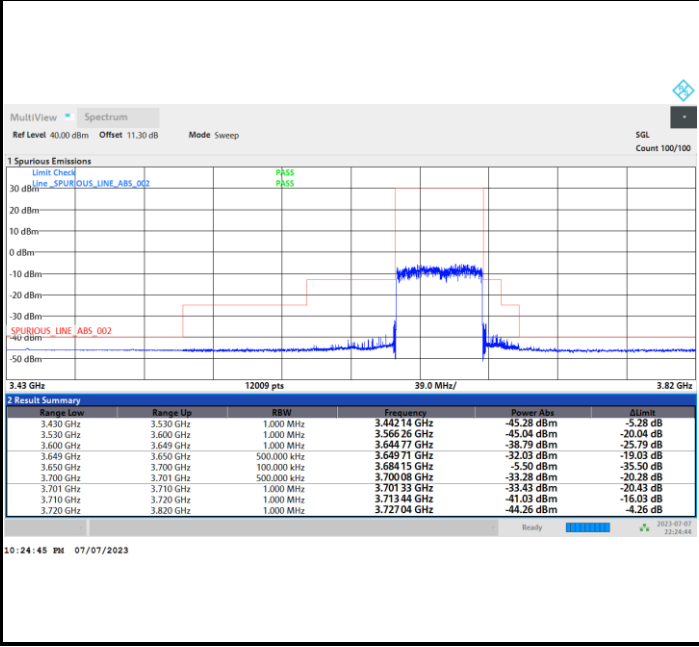 MultiView Spectrum
Ref Level 40.00 dBm Offset 11.30 dB Mode Sweep SGL
Count 100/100
1 Spurious Emissions
Limit Check PASS
Line _SPURIOUS_LINE_ABS_002 PASS
30 dBm
20 dBm
10 dBm
0 dBm
-10 dBm
-20 dBm
-30 dBm
_SPURIOUS_LINE_ABS_002
-40 dBm
-50 dBm
3.43 GHz 12009 pts 39.0 MHz/ 3.82 GHz
2 Result Summary
Range Low Range Up RBW Frequency Power Abs ΔLimit
3.430 GHz 3.530 GHz 1.000 MHz 3.442 14 GHz -45.28 dBm -5.28 dB
3.530 GHz 3.600 GHz 1.000 MHz 3.566 26 GHz -45.04 dBm -20.04 dB
3.600 GHz 3.649 GHz 1.000 MHz 3.644 77 GHz -38.79 dBm -25.79 dB
3.649 GHz 3.650 GHz 500.000 kHz 3.649 71 GHz -32.03 dBm -19.03 dB
3.650 GHz 3.700 GHz 100.000 kHz 3.684 15 GHz -5.50 dBm -35.50 dB
3.700 GHz 3.701 GHz 500.000 kHz 3.700 08 GHz -33.28 dBm -20.28 dB
3.701 GHz 3.710 GHz 1.000 MHz 3.701 33 GHz -33.43 dBm -20.43 dB
3.710 GHz 3.720 GHz 1.000 MHz 3.713 44 GHz -41.03 dBm -16.03 dB
3.720 GHz 3.820 GHz 1.000 MHz 3.727 04 GHz -44.26 dBm -4.26 dB
Ready 2023-07-07
22:24:44
10:24:45 PM 07/07/2023